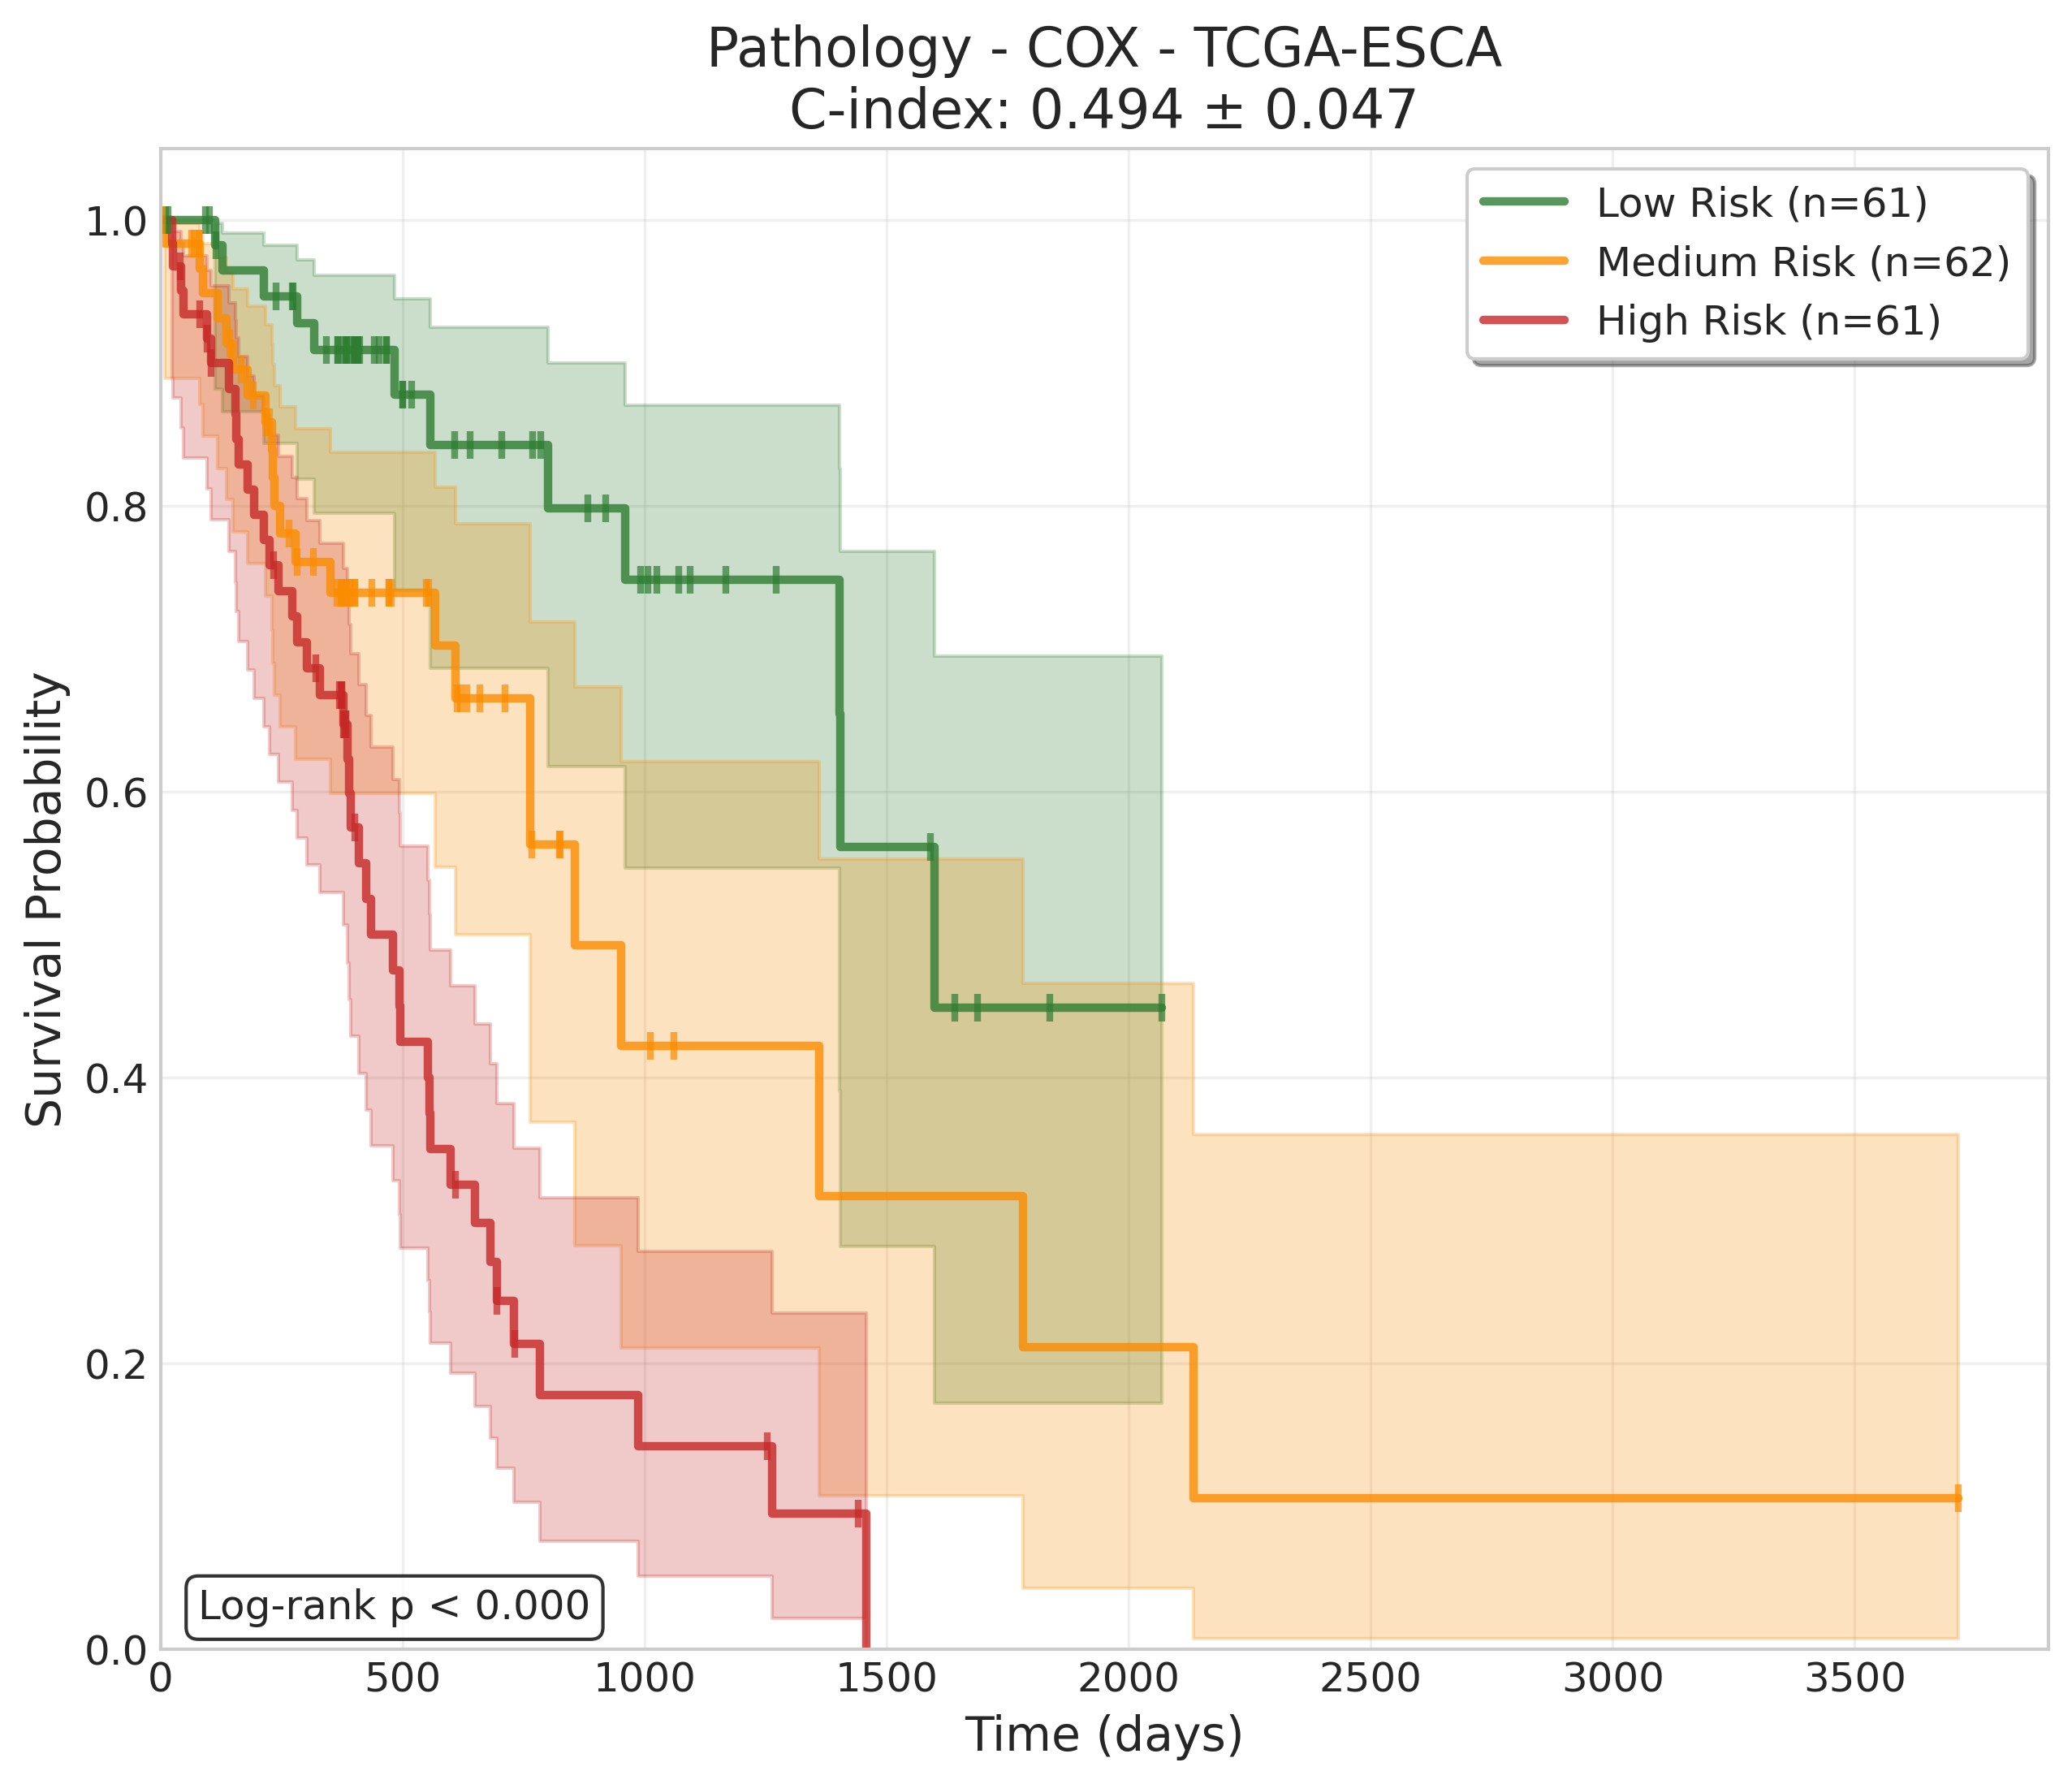 Pathology - COX - TCGA-ESCA
C-index: 0.494 ± 0.047
Low Risk (n=61)
Medium Risk (n=62)
High Risk (n=61)
Survival Probability
1.0
0.8
0.6
0.4
0.2
0.0
Log-rank p < 0.000
0 500 1000 1500 2000 2500 3000 3500
Time (days)